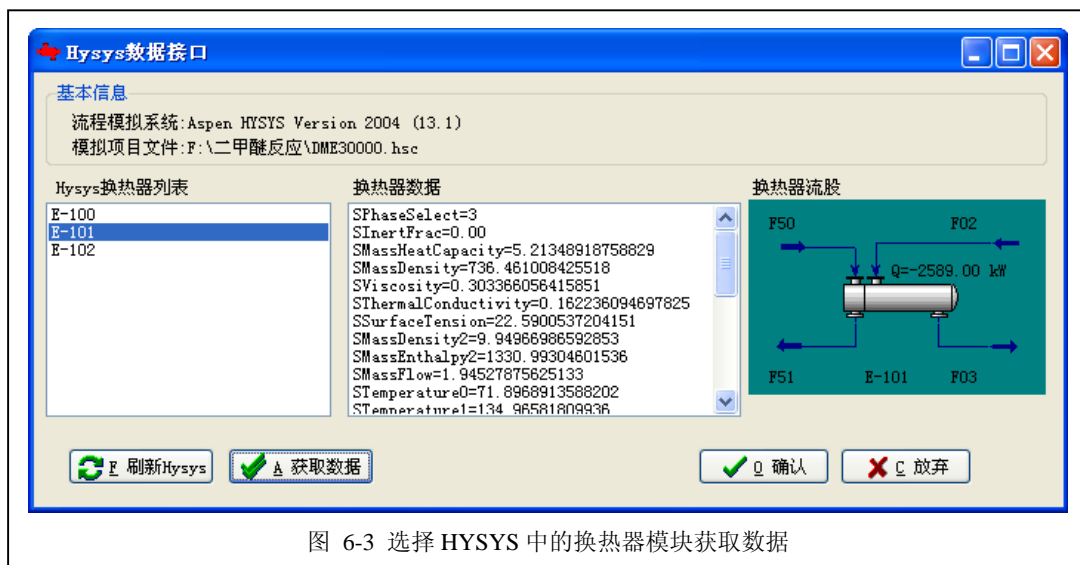 Hysys数据接口
基本信息
流程模拟系统:Aspen HYSYS Version 2004 (13.1)
模拟项目文件:F:\二甲醚反应\DME30000.hsc
Hysys换热器列表
E-100
E-101
E-102
换热器数据
SPhaseSelect=3
SInertFrac=0.00
SMassHeatCapacity=5.21348918758829
SMassDensity=736.461008425518
SViscosity=0.303366056415851
SThermalConductivity=0.162236094697825
SSurfaceTension=22.5900537204151
SMassDensity2=9.94966986592853
SMassEnthalpy2=1330.99304601536
SMassFlow=1.94527875625133
STemperature0=71.8968913588202
STemperature1=134.96581809936
换热器流股
F50 F02
Q=-2589.00 kW
F51 E-101 F03
F 刷新Hysys
A 获取数据
O 确认
C 放弃
图 6-3 选择 HYSYS 中的换热器模块获取数据